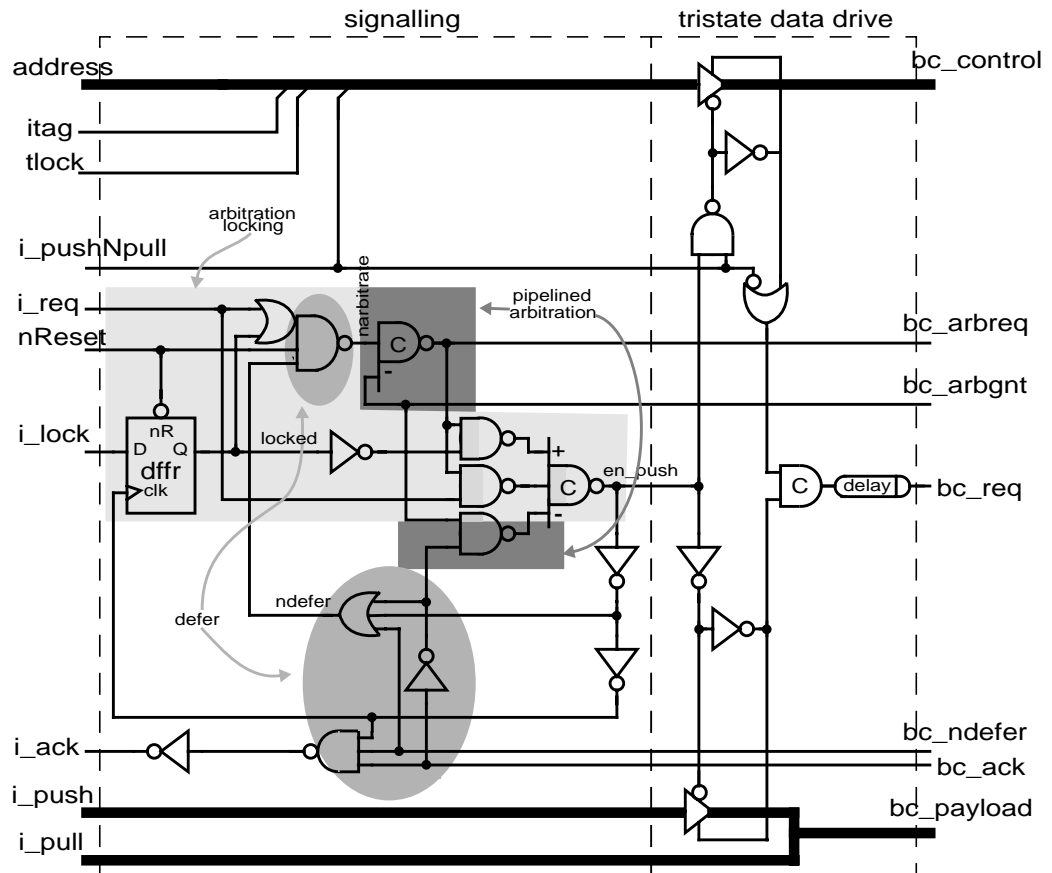 signalling
tristate data drive
address
bc_control
itag
tlock
arbitration
locking
i_pushNpull
narbitrate
pipelined
arbitration
i_req
nReset
C
-
bc_arbreq
bc_arbgnt
i_lock
nR
D
Q
dffr
clk
locked
+
C
-
en_push
C
delay
bc_req
ndefer
defer
i_ack
bc_ndefer
bc_ack
i_push
bc_payload
i_pull